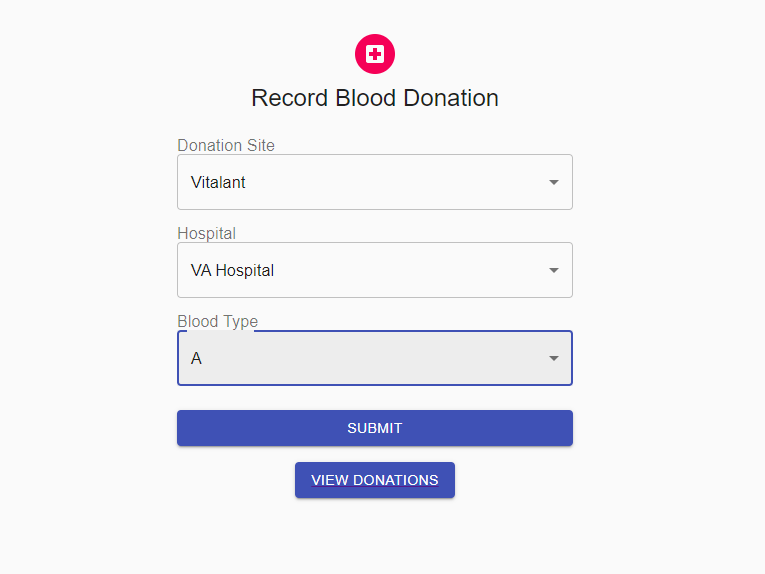 Record Blood Donation
Donation Site
Vitalant
Hospital
VA Hospital
Blood Type
A
SUBMIT
VIEW DONATIONS